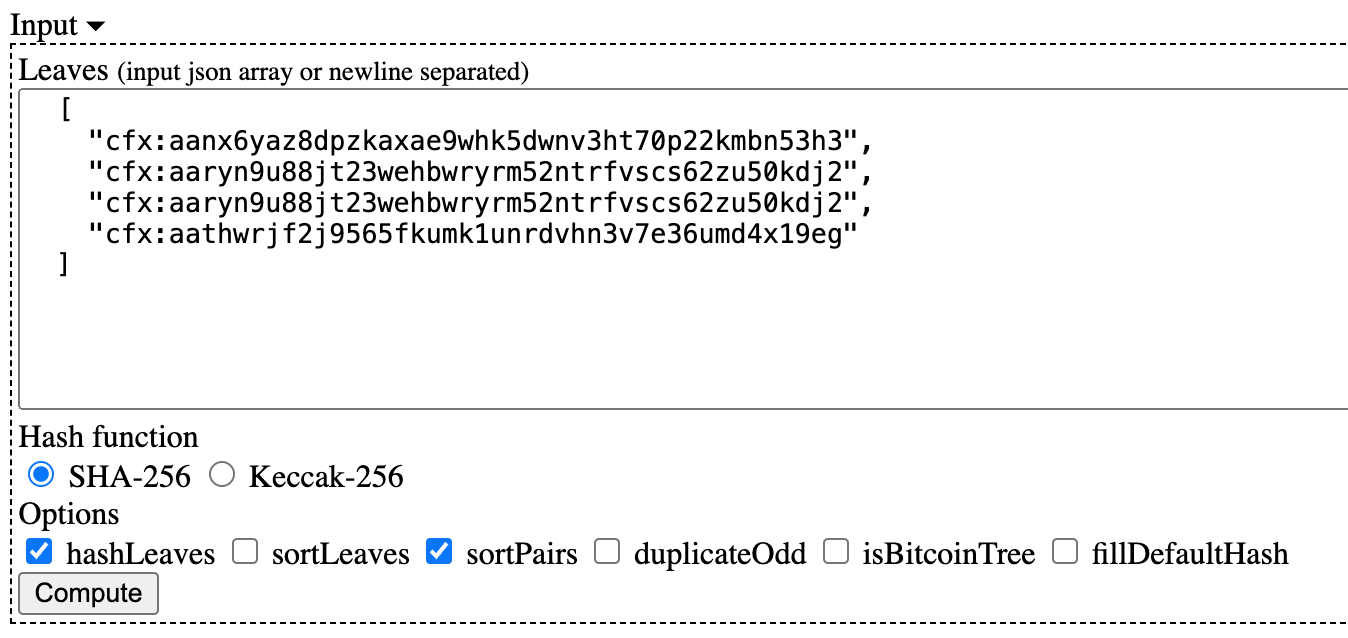 Input
Leaves (input json array or newline separated)
[
"cfx:aanx6yaz8dpzkaxae9whk5dwnv3ht70p22kmbn53h3",
"cfx:aaryn9u88jt23wehbwryrm52ntrfvscs62zu50kdj2",
"cfx:aaryn9u88jt23wehbwryrm52ntrfvscs62zu50kdj2",
"cfx:aathwrjf2j9565fkumk1unrdvhn3v7e36umd4x19eg"
]
Hash function
SHA-256 Keccak-256
Options
hashLeaves sortLeaves sortPairs duplicateOdd isBitcoinTree fillDefaultHash
Compute